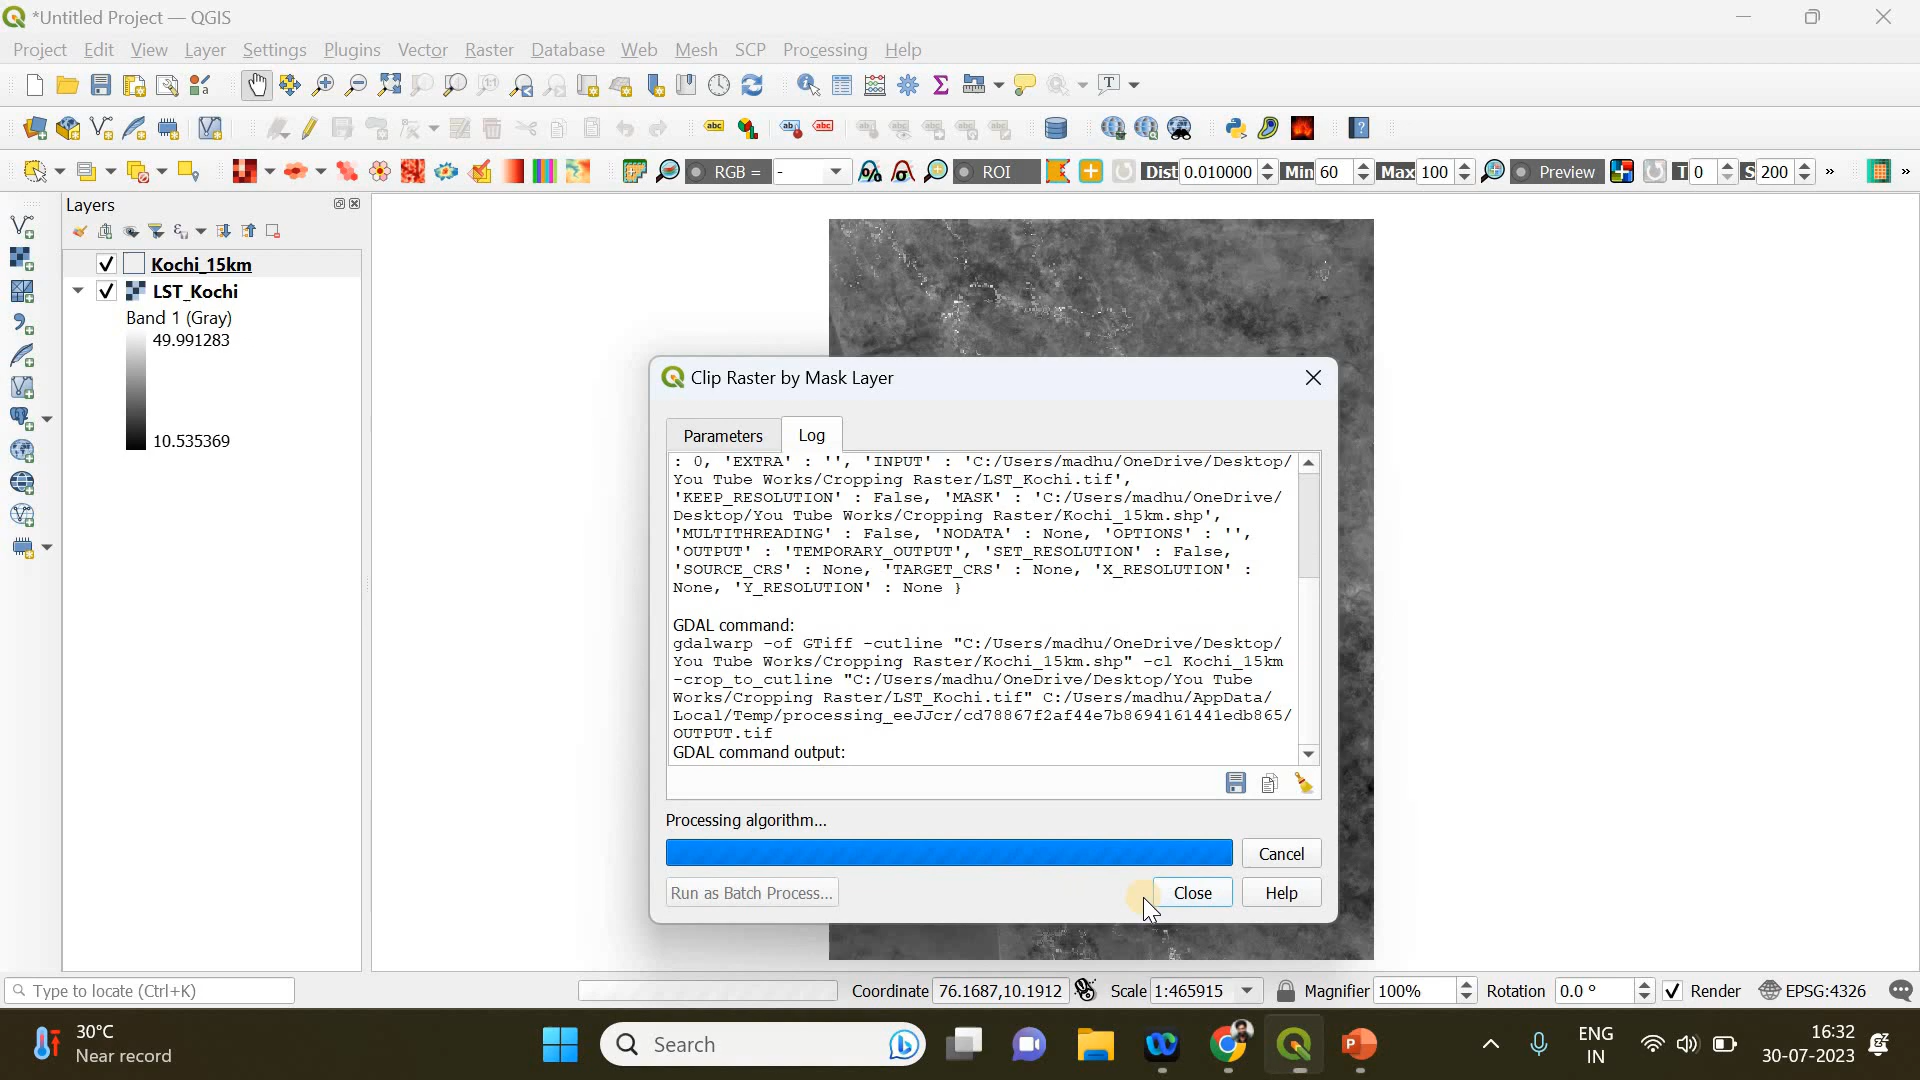 *Untitled Project — QGIS
Project Edit View Layer Settings Plugins Vector Raster Database Web Mesh SCP Processing Help
RGB = - ROI Dist 0.010000 Min 60 Max 100 Preview T 0 S 200 » »
Layers
Kochi_15km
LST_Kochi
Band 1 (Gray)
49.991283
10.535369
Clip Raster by Mask Layer
Parameters Log
: 0, 'EXTRA' : '', 'INPUT' : 'C:/Users/madhu/OneDrive/Desktop/
You Tube Works/Cropping Raster/LST_Kochi.tif',
'KEEP_RESOLUTION' : False, 'MASK' : 'C:/Users/madhu/OneDrive/
Desktop/You Tube Works/Cropping Raster/Kochi_15km.shp',
'MULTITHREADING' : False, 'NODATA' : None, 'OPTIONS' : '',
'OUTPUT' : 'TEMPORARY_OUTPUT', 'SET_RESOLUTION' : False,
'SOURCE_CRS' : None, 'TARGET_CRS' : None, 'X_RESOLUTION' :
None, 'Y_RESOLUTION' : None }
GDAL command:
gdalwarp -of GTiff -cutline "C:/Users/madhu/OneDrive/Desktop/
You Tube Works/Cropping Raster/Kochi_15km.shp" -cl Kochi_15km
-crop_to_cutline "C:/Users/madhu/OneDrive/Desktop/You Tube
Works/Cropping Raster/LST_Kochi.tif" C:/Users/madhu/AppData/
Local/Temp/processing_eeJJcr/cd78867f2af44e7b8694161441edb865/
OUTPUT.tif
GDAL command output:
Processing algorithm...
Cancel
Run as Batch Process... Close Help
Type to locate (Ctrl+K) Coordinate 76.1687,10.1912 Scale 1:465915 Magnifier 100% Rotation 0.0 ° Render EPSG:4326
30°C
Near record
Search
ENG
IN
16:32
30-07-2023